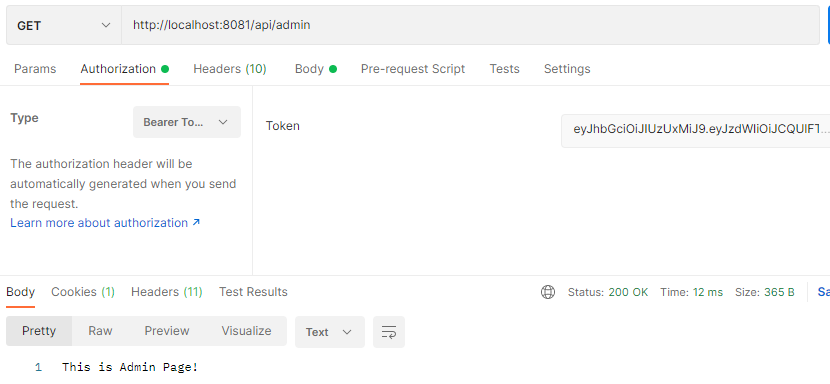 GET http://localhost:8081/api/admin
Params Authorization Headers (10) Body Pre-request Script Tests Settings
Type Bearer To...
Token eyJhbGciOiJIUzUxMiJ9.eyJzdWIiOiJCQUlFT...
The authorization header will be
automatically generated when you send
the request.
Learn more about authorization ↗
Body Cookies (1) Headers (11) Test Results Status: 200 OK Time: 12 ms Size: 365 B Sa
Pretty Raw Preview Visualize Text
1 This is Admin Page!